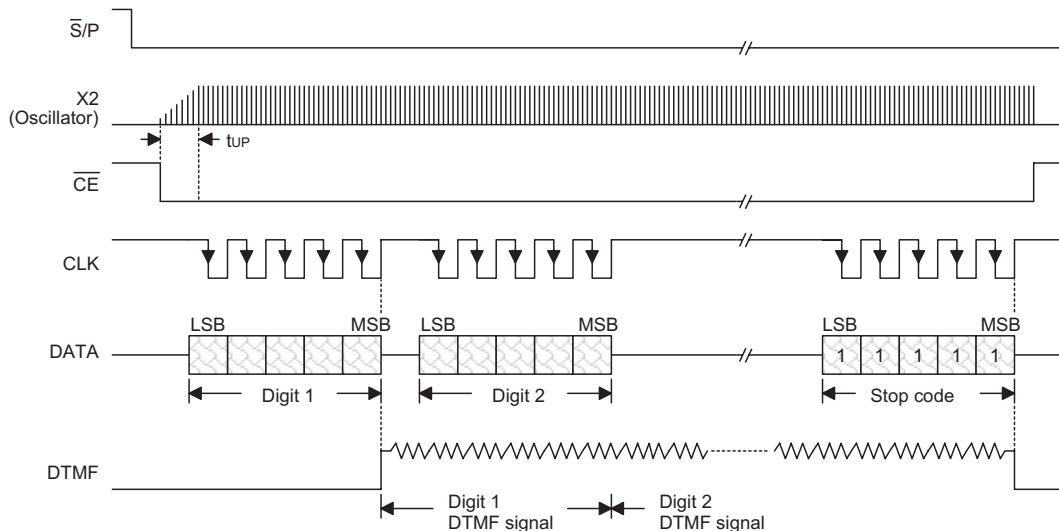 S̅/P
X2
(Oscillator)
tUP
C̅E̅
CLK
LSB MSB LSB MSB LSB MSB
DATA 1 1 1 1 1
Digit 1 Digit 2 Stop code
DTMF
Digit 1 Digit 2
DTMF signal DTMF signal